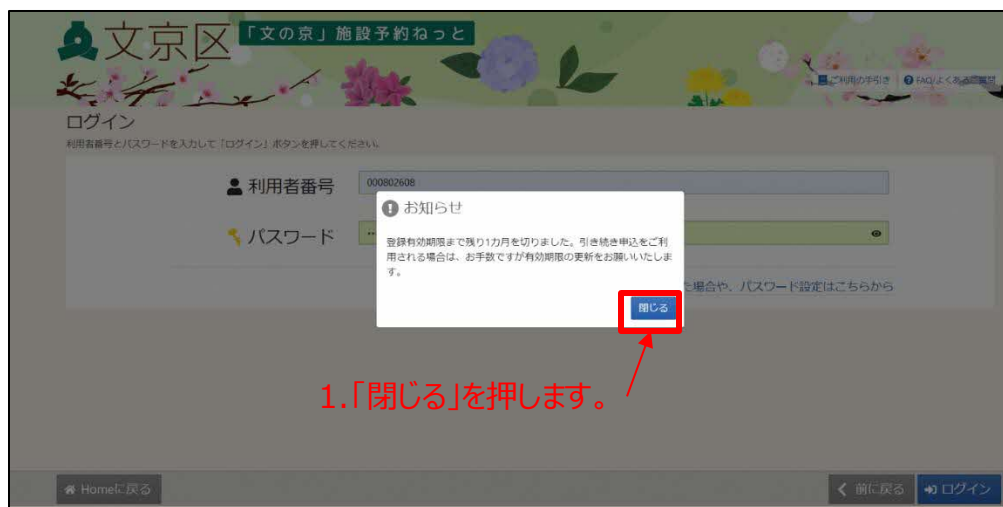 文京区「文の京」施設予約ねっと
ご利用の手引き
FAQ/よくある質問
ログイン
利用者番号とパスワードを入力して「ログイン」ボタンを押してください。
利用者番号
000802608
お知らせ
パスワード
登録有効期限まで残り1カ月を切りました。引き続き申込をご利
用される場合は、お手数ですが有効期限の更新をお願いいたしま
す。
た場合や、パスワード設定はこちらから
閉じる
1.「閉じる」を押します。
Homeに戻る
前に戻る
ログイン